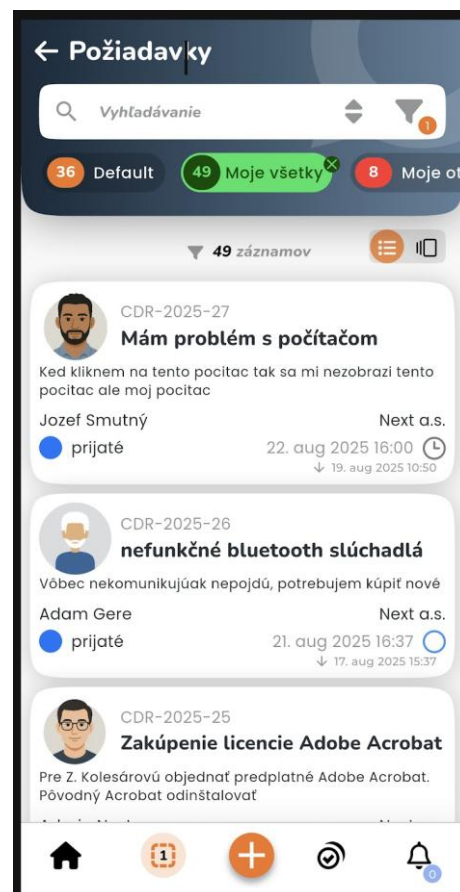 Požiadavky
Vyhľadávanie
1
36 Default 49 Moje všetky 8 Moje ot
49 záznamov
CDR-2025-27
Mám problém s počítačom
Ked kliknem na tento pocitac tak sa mi nezobrazi tento
pocitac ale moj pocitac
Jozef Smutný Next a.s.
prijaté 22. aug 2025 16:00
↓ 19. aug 2025 10:50
CDR-2025-26
nefunkčné bluetooth slúchadlá
Vôbec nekomunikujúak nepojdú, potrebujem kúpiť nové
Adam Gere Next a.s.
prijaté 21. aug 2025 16:37
↓ 17. aug 2025 15:37
CDR-2025-25
Zakúpenie licencie Adobe Acrobat
Pre Z. Kolesárovú objednať predplatné Adobe Acrobat.
Pôvodný Acrobat odinštalovať
1
0